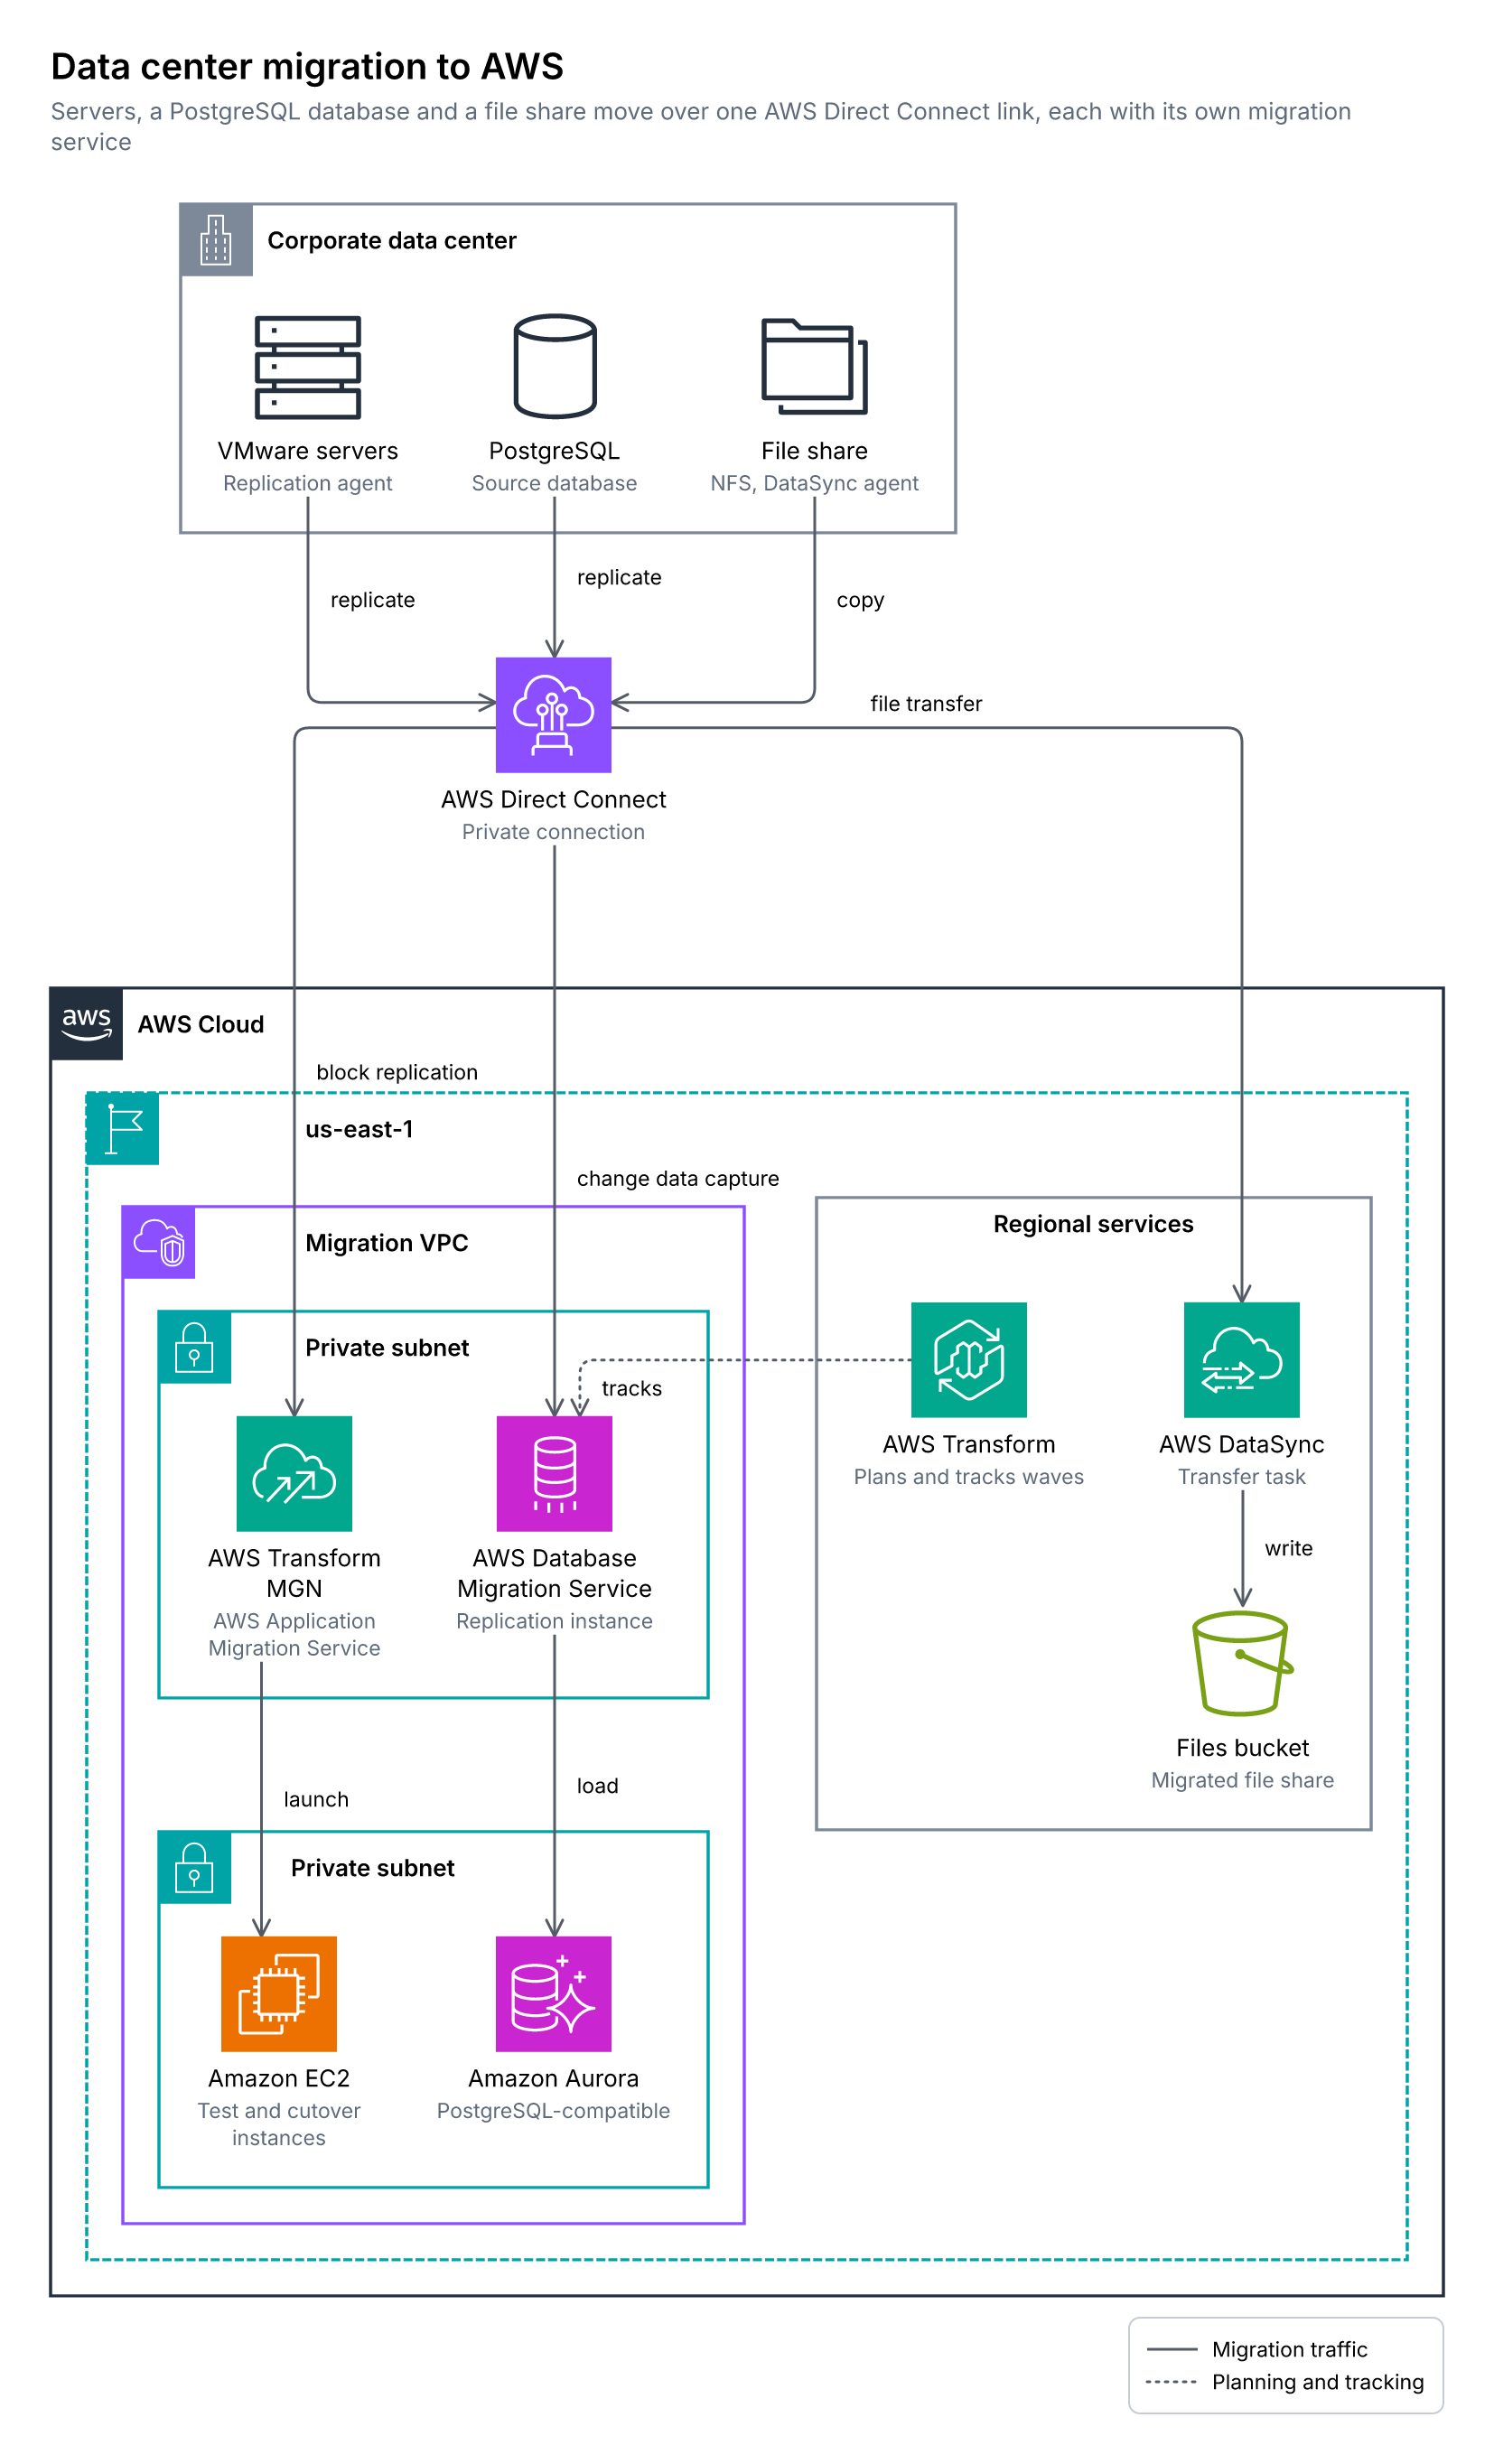 Data center migration to AWS
Servers, a PostgreSQL database and a file share move over one AWS Direct Connect link, each with its own migration
service
Corporate data center
VMware servers
Replication agent
PostgreSQL
Source database
File share
NFS, DataSync agent
replicate
replicate
copy
file transfer
AWS Direct Connect
Private connection
aws
AWS Cloud
block replication
us-east-1
change data capture
Migration VPC
Regional services
Private subnet
tracks
AWS Transform
Plans and tracks waves
AWS DataSync
Transfer task
AWS Transform
MGN
AWS Application
Migration Service
AWS Database
Migration Service
Replication instance
write
Files bucket
Migrated file share
launch
load
Private subnet
Amazon EC2
Test and cutover
instances
Amazon Aurora
PostgreSQL-compatible
Migration traffic
Planning and tracking